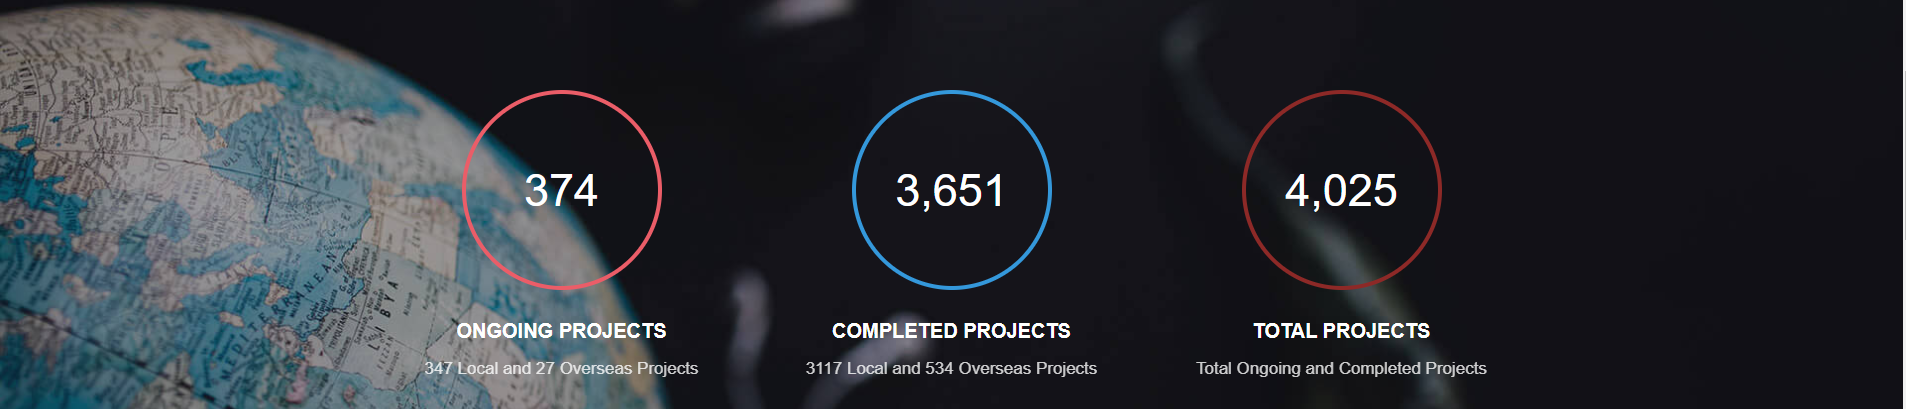 374
ONGOING PROJECTS
347 Local and 27 Overseas Projects
3,651
COMPLETED PROJECTS
3117 Local and 534 Overseas Projects
4,025
TOTAL PROJECTS
Total Ongoing and Completed Projects
LIBYA